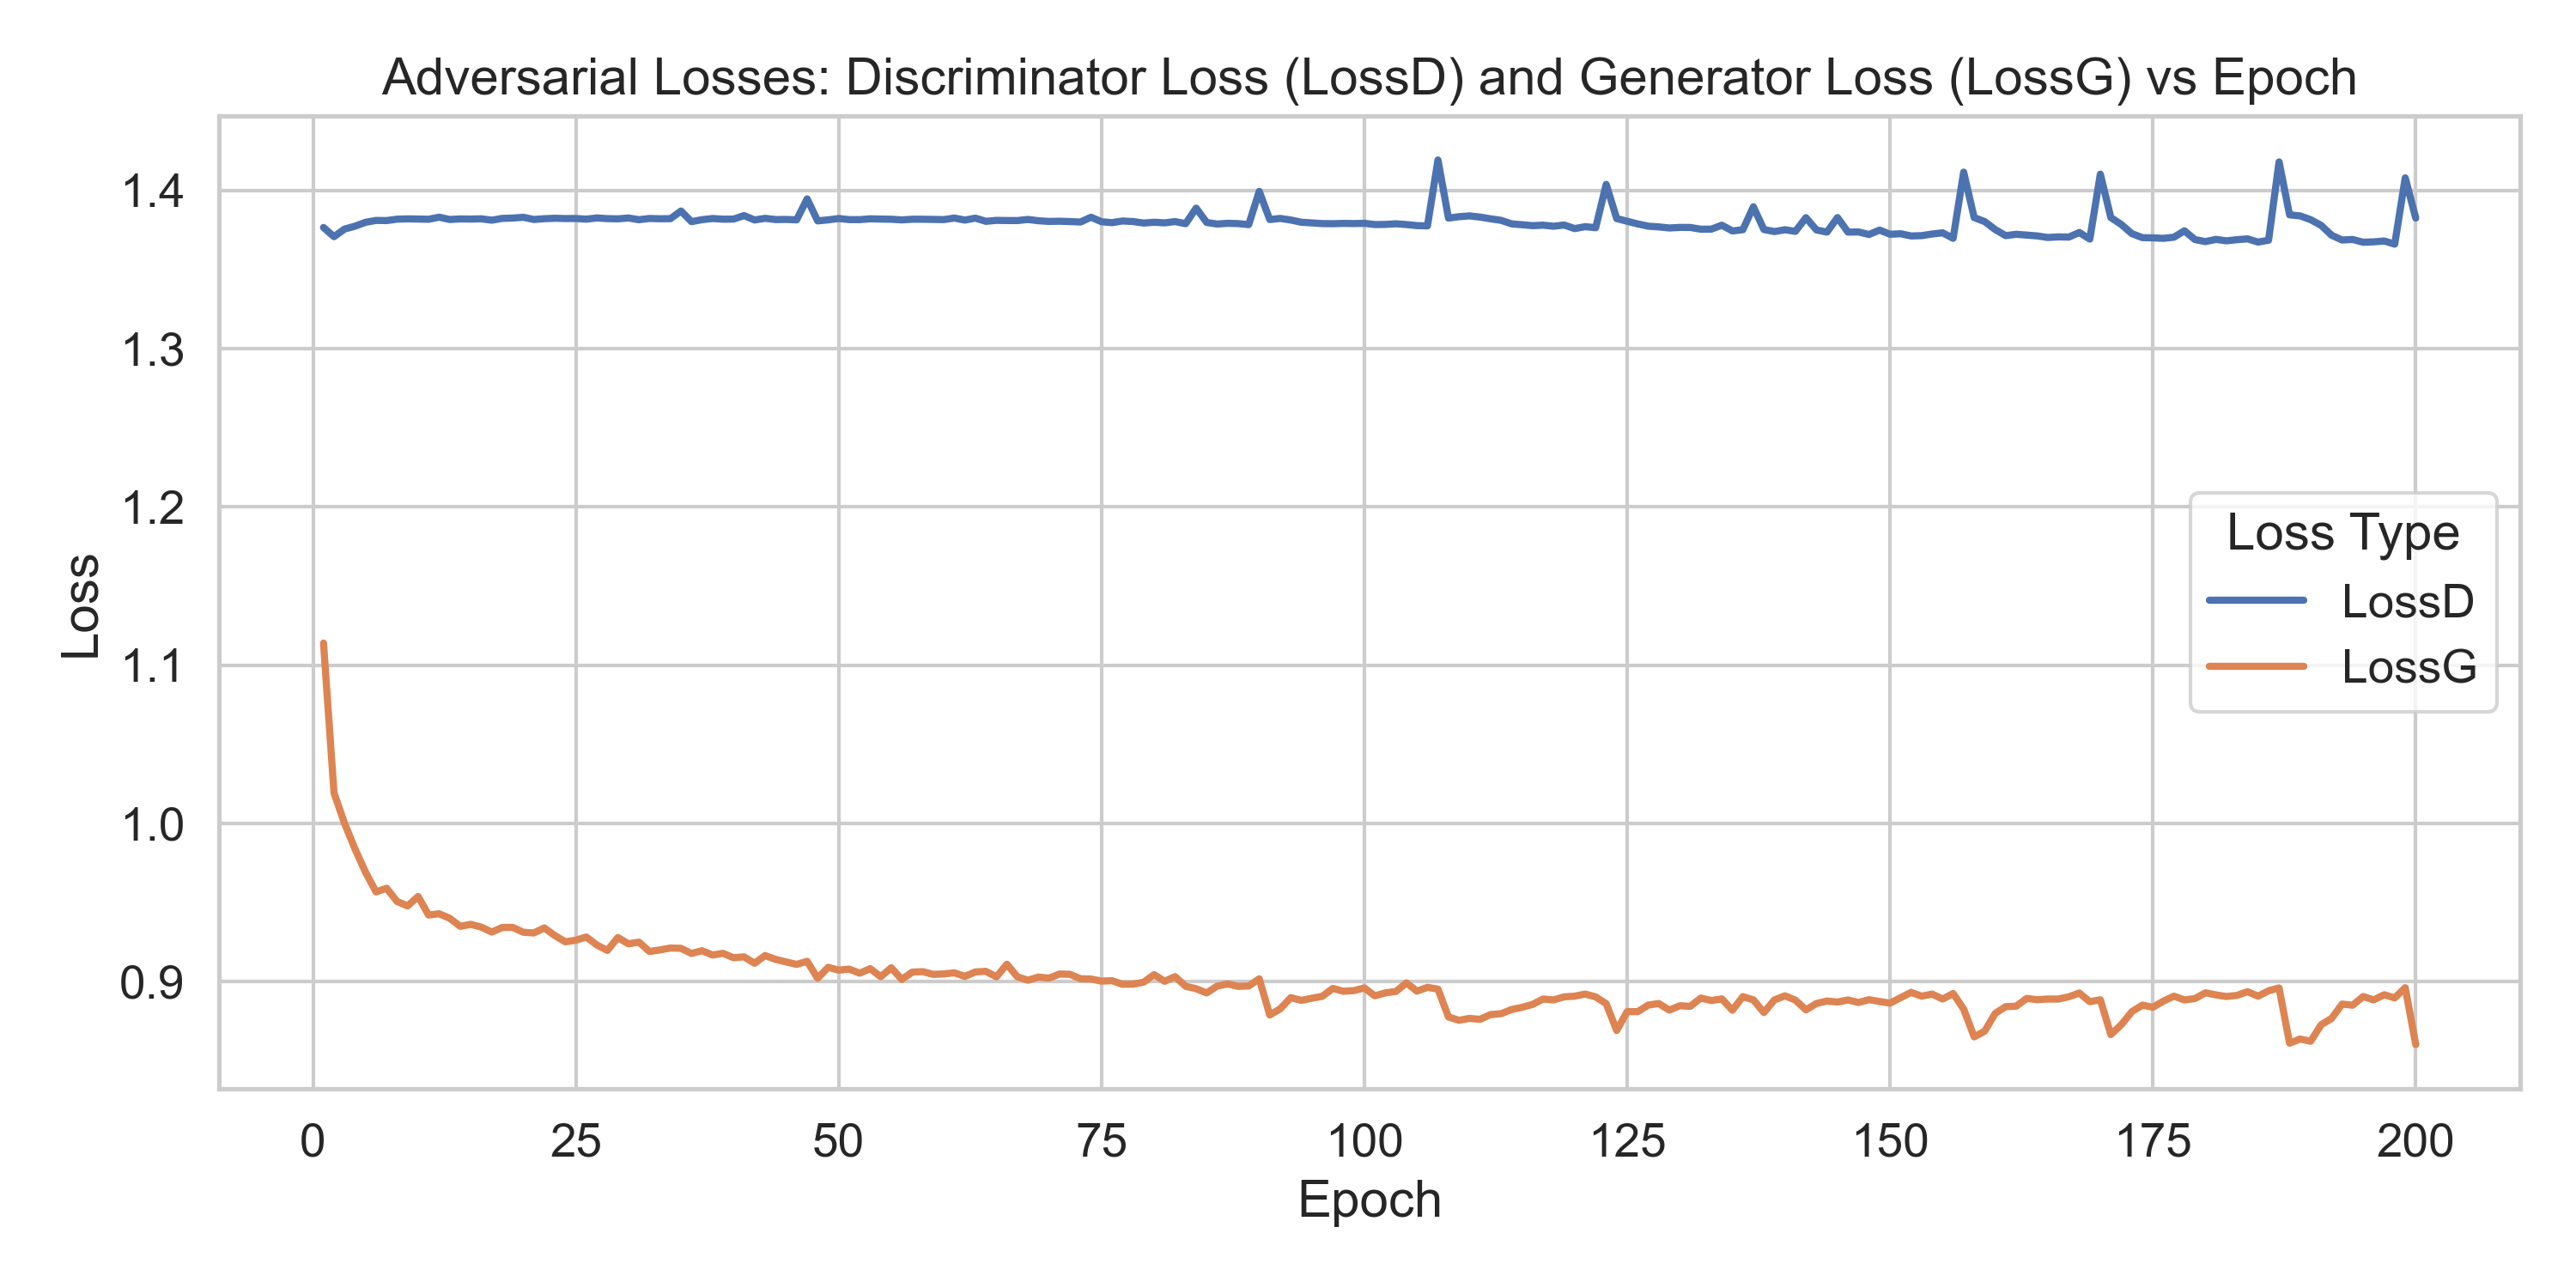 Adversarial Losses: Discriminator Loss (LossD) and Generator Loss (LossG) vs Epoch
1.4
1.3
1.2
1.1
1.0
0.9
Loss
Loss Type
LossD
LossG
0 25 50 75 100 125 150 175 200
Epoch